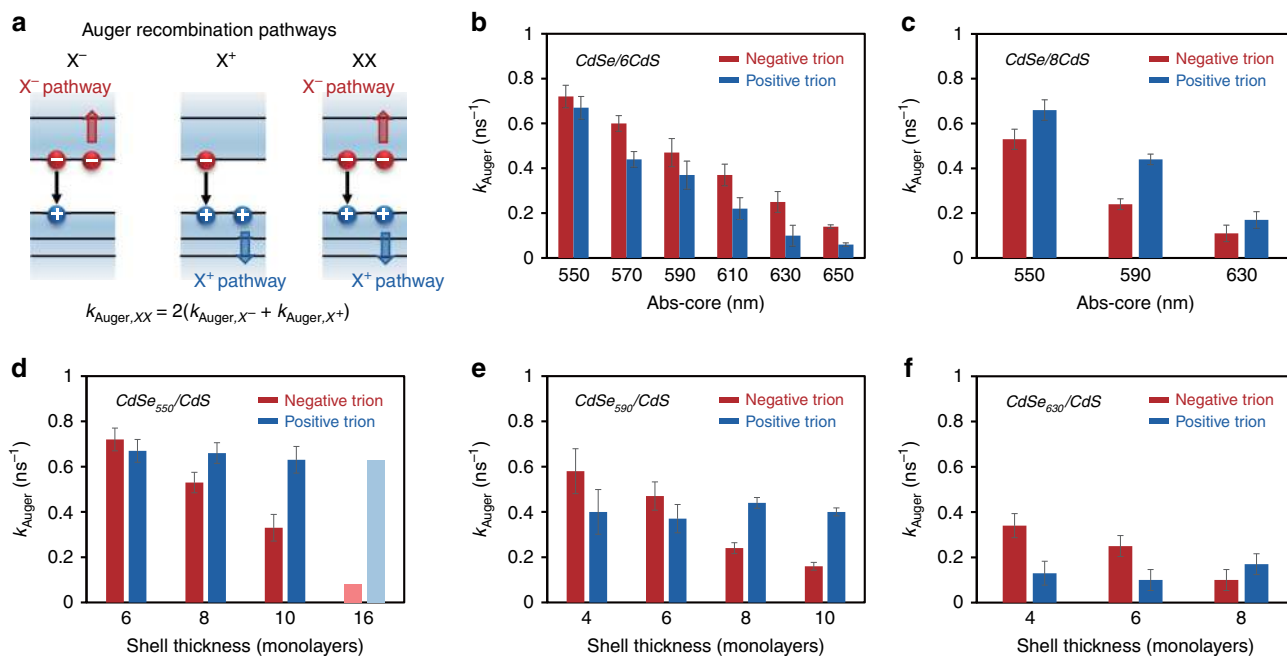 a
Auger recombination pathways
X⁻
X⁺
XX
X⁻ pathway
X⁻ pathway
− −
−
− −
+
+ +
+ +
X⁺ pathway
X⁺ pathway
k_Auger,XX = 2(k_Auger,X⁻ + k_Auger,X⁺)
b
CdSe/6CdS
Negative trion
Positive trion
k_Auger (ns⁻¹)
1
0.8
0.6
0.4
0.2
0
550 570 590 610 630 650
Abs-core (nm)
c
CdSe/8CdS
Negative trion
Positive trion
k_Auger (ns⁻¹)
1
0.8
0.6
0.4
0.2
0
550 590 630
Abs-core (nm)
d
CdSe₅₅₀/CdS
Negative trion
Positive trion
k_Auger (ns⁻¹)
1
0.8
0.6
0.4
0.2
0
6 8 10 16
Shell thickness (monolayers)
e
CdSe₅₉₀/CdS
Negative trion
Positive trion
k_Auger (ns⁻¹)
1
0.8
0.6
0.4
0.2
0
4 6 8 10
Shell thickness (monolayers)
f
CdSe₆₃₀/CdS
Negative trion
Positive trion
k_Auger (ns⁻¹)
1
0.8
0.6
0.4
0.2
0
4 6 8
Shell thickness (monolayers)